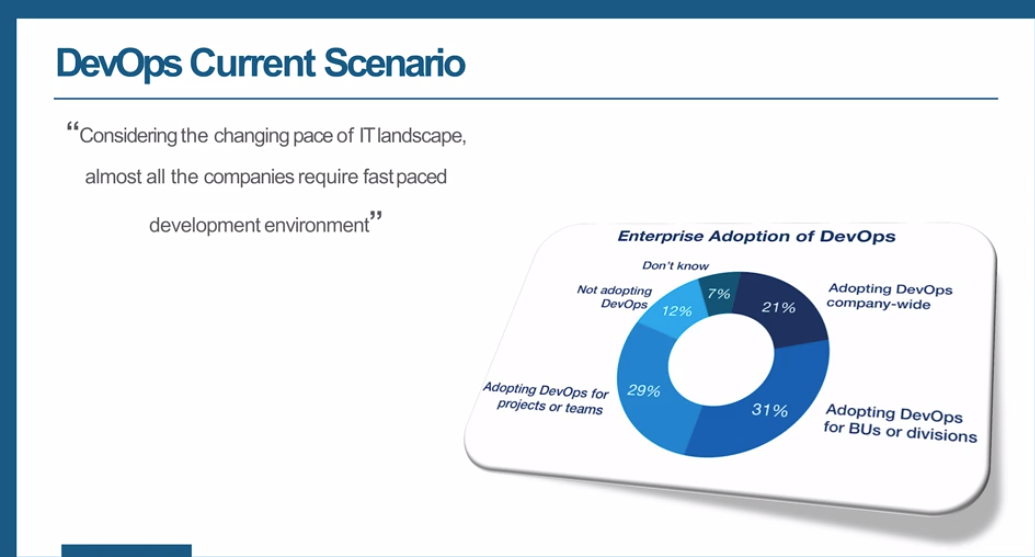 DevOps Current Scenario
“Considering the changing pace of IT landscape,
almost all the companies require fast paced
development environment”
Enterprise Adoption of DevOps
Don't know
7%
Not adopting
DevOps
12%
21%
Adopting DevOps
company-wide
Adopting DevOps for
projects or teams
29%
31%
Adopting DevOps
for BUs or divisions